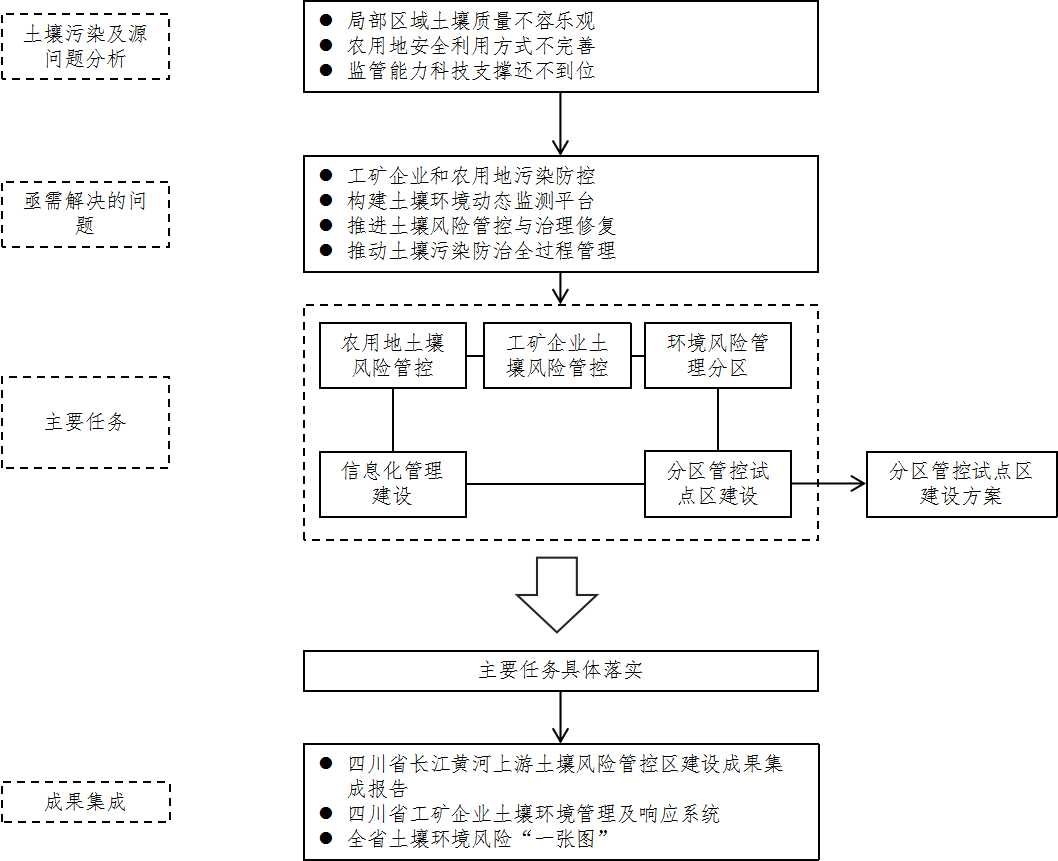 土壤污染及源
问题分析
● 局部区域土壤质量不容乐观
● 农用地安全利用方式不完善
● 监管能力科技支撑还不到位
亟需解决的问
题
● 工矿企业和农用地污染防控
● 构建土壤环境动态监测平台
● 推进土壤风险管控与治理修复
● 推动土壤污染防治全过程管理
主要任务
农用地土壤
风险管控
工矿企业土
壤风险管控
环境风险管
理分区
信息化管理
建设
分区管控试
点区建设
分区管控试点区
建设方案
主要任务具体落实
成果集成
● 四川省长江黄河上游土壤风险管控区建设成果集
成报告
● 四川省工矿企业土壤环境管理及响应系统
● 全省土壤环境风险“一张图”